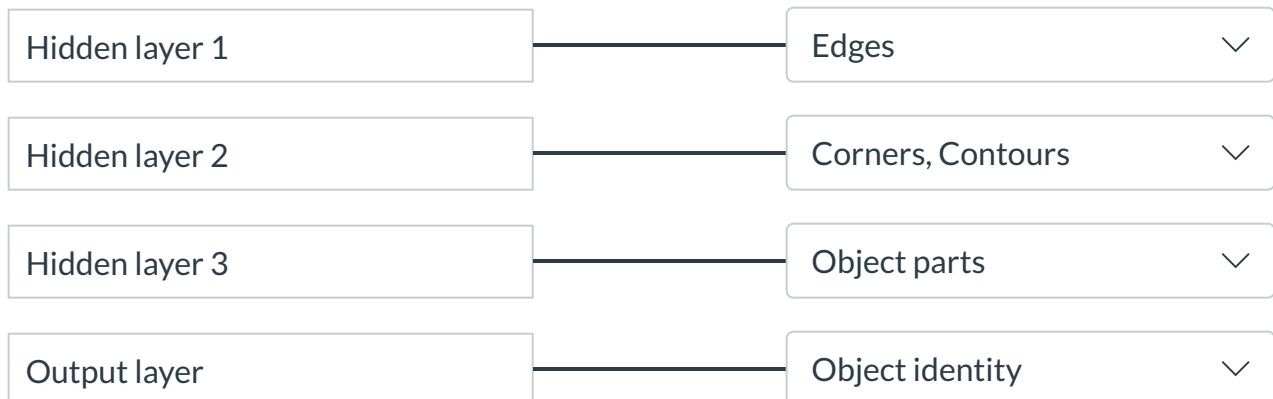 Hidden layer 1
Edges
Hidden layer 2
Corners, Contours
Hidden layer 3
Object parts
Output layer
Object identity